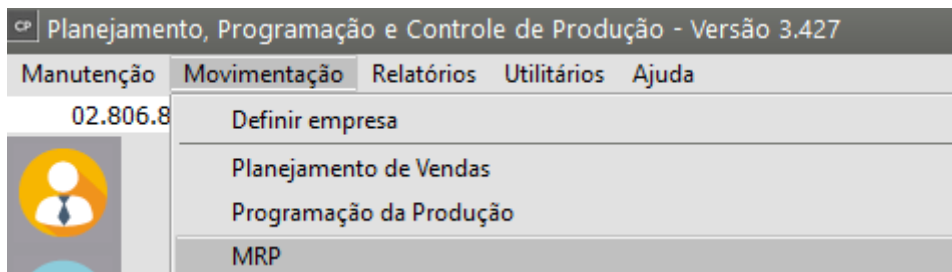 CP Planejamento, Programação e Controle de Produção - Versão 3.427
Manutenção Movimentação Relatórios Utilitários Ajuda
02.806.8
Definir empresa
Planejamento de Vendas
Programação da Produção
MRP